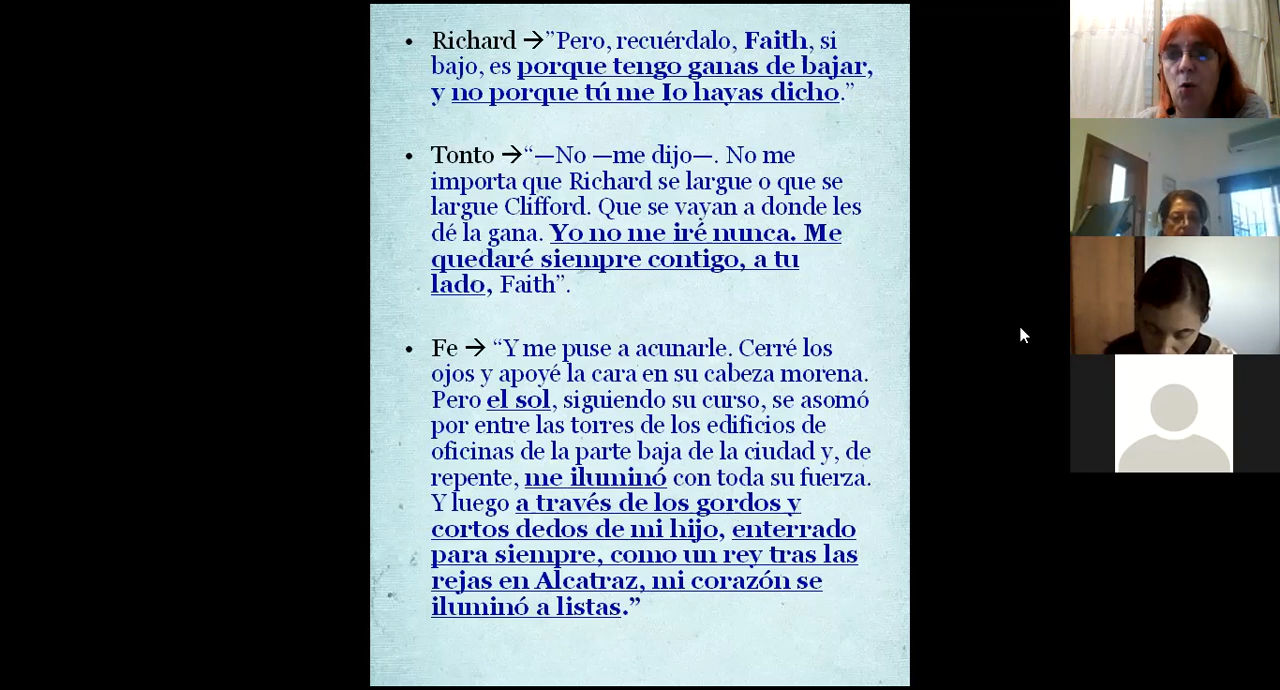 • Richard →”Pero, recuérdalo, Faith, si
bajo, es porque tengo ganas de bajar,
y no porque tú me Io hayas dicho.”
• Tonto →“—No —me dijo—. No me
importa que Richard se largue o que se
largue Clifford. Que se vayan a donde les
dé la gana. Yo no me iré nunca. Me
quedaré siempre contigo, a tu
lado, Faith”.
• Fe → “Y me puse a acunarle. Cerré los
ojos y apoyé la cara en su cabeza morena.
Pero el sol, siguiendo su curso, se asomó
por entre las torres de los edificios de
oficinas de la parte baja de la ciudad y, de
repente, me iluminó con toda su fuerza.
Y luego a través de los gordos y
cortos dedos de mi hijo, enterrado
para siempre, como un rey tras las
rejas en Alcatraz, mi corazón se
iluminó a listas.”